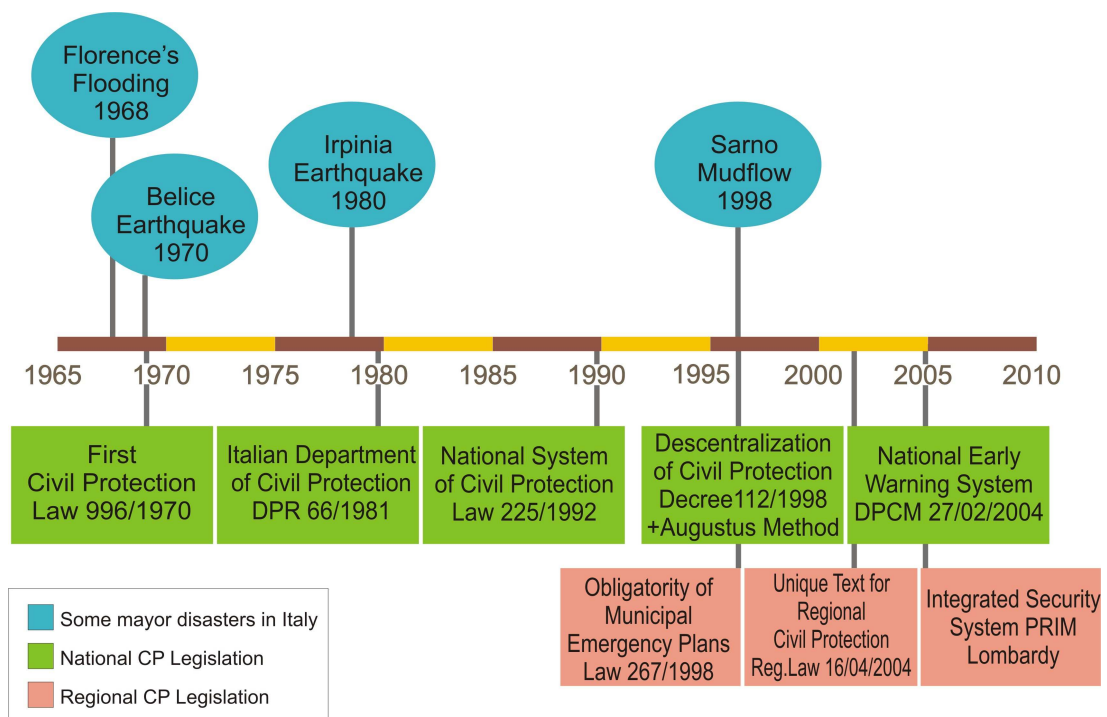 Florence's
Flooding
1968
Belice
Earthquake
1970
Irpinia
Earthquake
1980
Sarno
Mudflow
1998
1965
1970
1975
1980
1985
1990
1995
2000
2005
2010
First
Civil Protection
Law 996/1970
Italian Department
of Civil Protection
DPR 66/1981
National System
of Civil Protection
Law 225/1992
Descentralization
of Civil Protection
Decree112/1998
+Augustus Method
National Early
Warning System
DPCM 27/02/2004
Obligatority of
Municipal
Emergency Plans
Law 267/1998
Unique Text for
Regional
Civil Protection
Reg.Law 16/04/2004
Integrated Security
System PRIM
Lombardy
Some mayor disasters in Italy
National CP Legislation
Regional CP Legislation